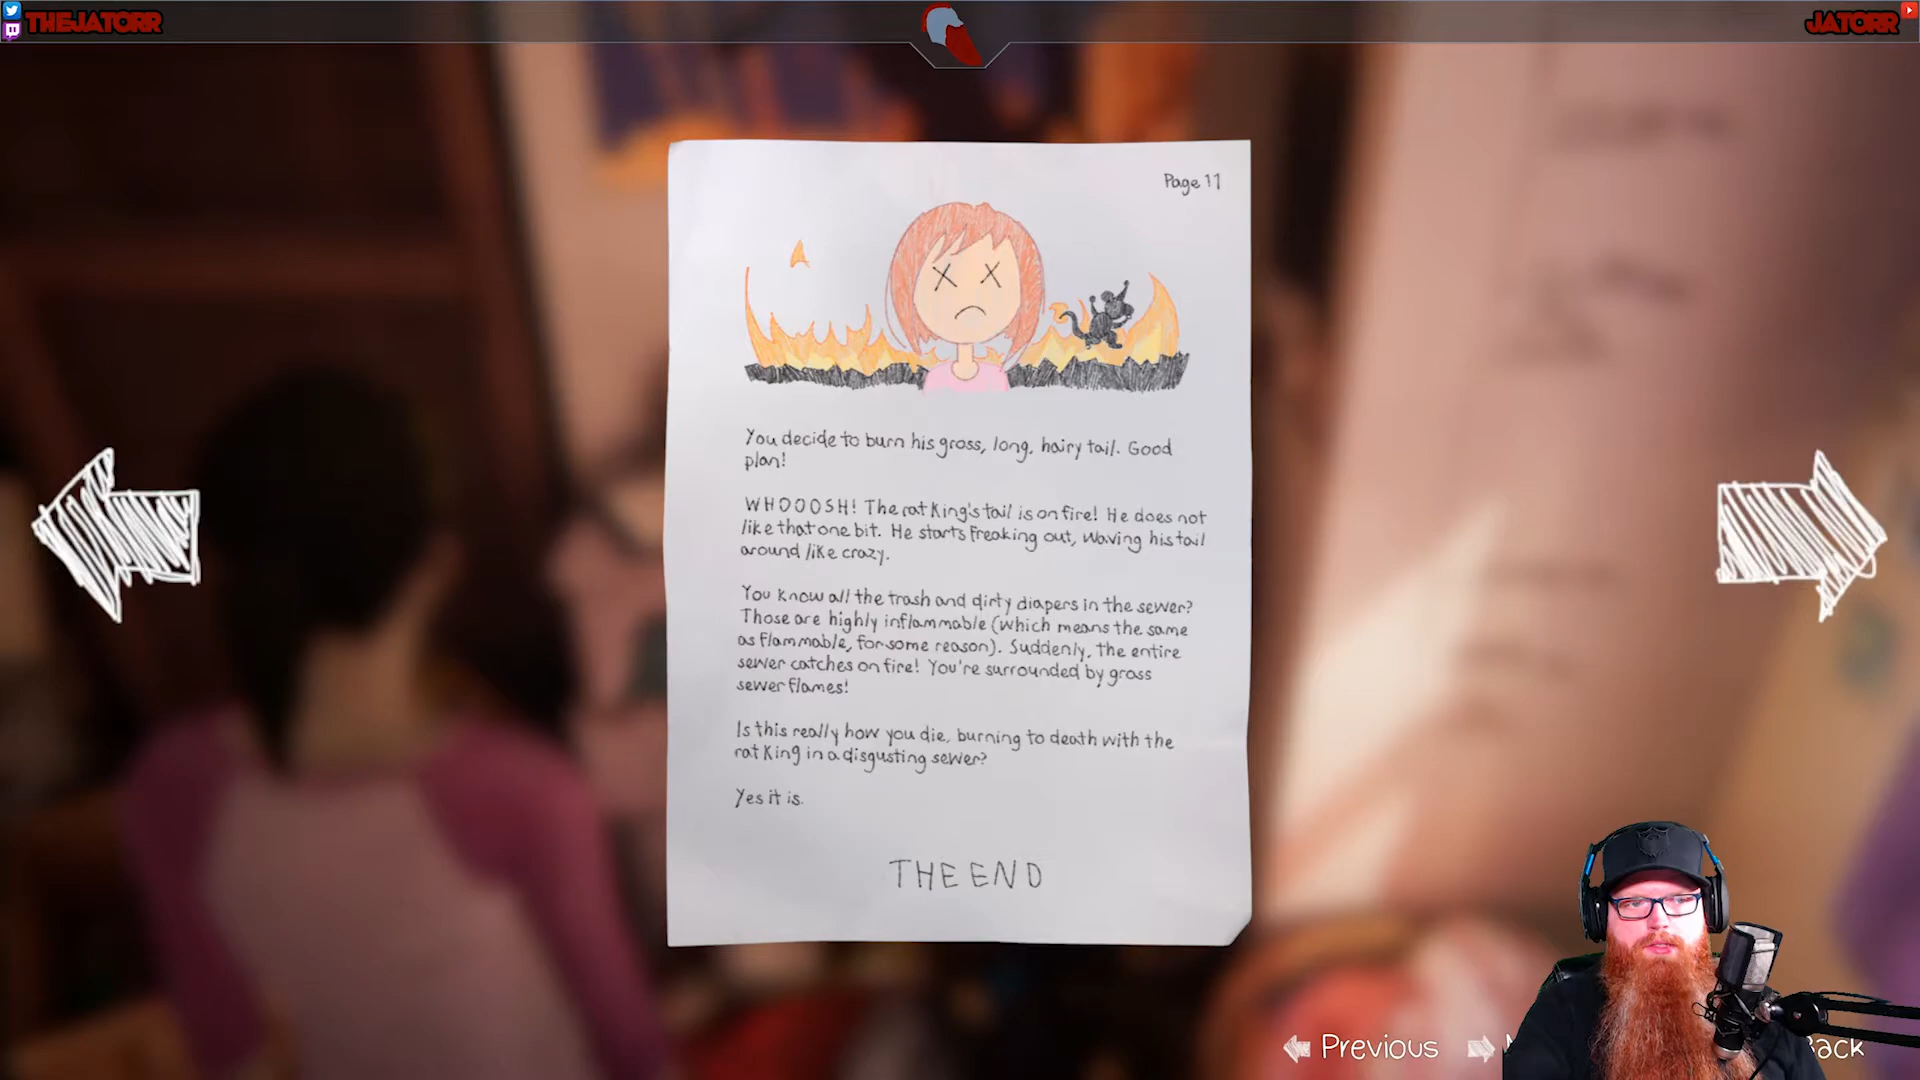 THEJATORR
JATORR
Page 11
You decide to burn his gross, long, hairy tail. Good
plan!
WHOOOSH! The rat King's tail is on fire! He does not
like that one bit. He starts freaking out, waving his tail
around like crazy.
You know all the trash and dirty diapers in the sewer?
Those are highly inflammable (which means the same
as flammable, for some reason). Suddenly, the entire
sewer catches on fire! You're surrounded by gross
sewer flames!
Is this really how you die, burning to death with the
rat King in a disgusting sewer?
Yes it is.
THE END
Previous